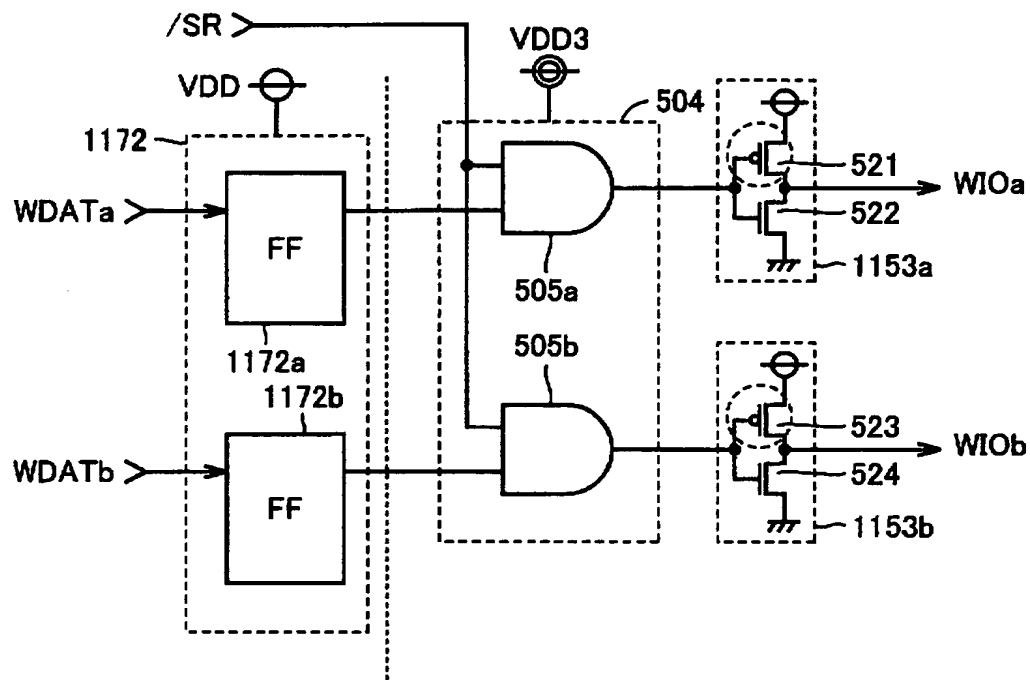 /SR
VDD3
VDD
504
1172
521
WIOa
WDATa
FF
522
505a
1153a
1172a
505b
1172b
523
WIOb
WDATb
FF
524
1153b